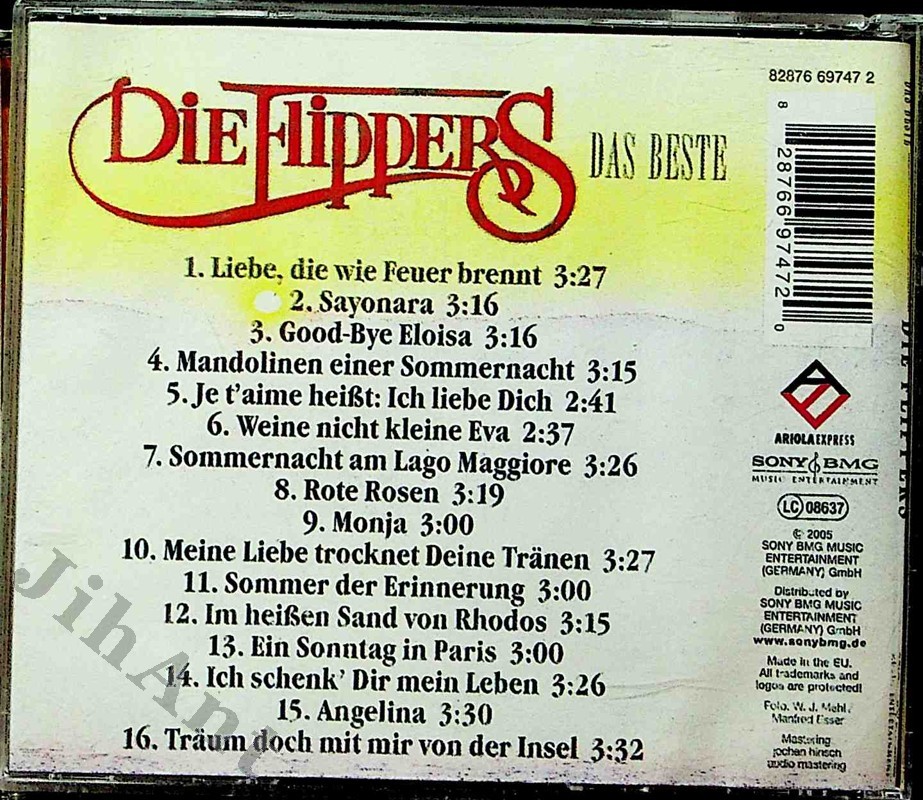 DIE FLIPPERS
DAS BESTE
82876 69747 2
8 28766 97472 0
1. Liebe, die wie Feuer brennt 3:27
2. Sayonara 3:16
3. Good-Bye Eloisa 3:16
4. Mandolinen einer Sommernacht 3:15
5. Je t'aime heißt: Ich liebe Dich 2:41
6. Weine nicht kleine Eva 2:37
7. Sommernacht am Lago Maggiore 3:26
8. Rote Rosen 3:19
9. Monja 3:00
10. Meine Liebe trocknet Deine Tränen 3:27
11. Sommer der Erinnerung 3:00
12. Im heißen Sand von Rhodos 3:15
13. Ein Sonntag in Paris 3:00
14. Ich schenk' Dir mein Leben 3:26
15. Angelina 3:30
16. Träum doch mit mir von der Insel 3:32
ARIOLAEXPRESS
SONY BMG
MUSIC ENTERTAINMENT
LC 08637
© 2005
SONY BMG MUSIC
ENTERTAINMENT
(GERMANY) GmbH
Distributed by
SONY BMG MUSIC
ENTERTAINMENT
(GERMANY) GmbH
www.sonybmg.de
Made in the EU.
All trademarks and
logos are protected!
Foto: W. J. Mehl,
Manfred Esser
Mastering:
jochen hinsch
audio mastering
DAS BESTE
DIE FLIPPERS
JihAnt